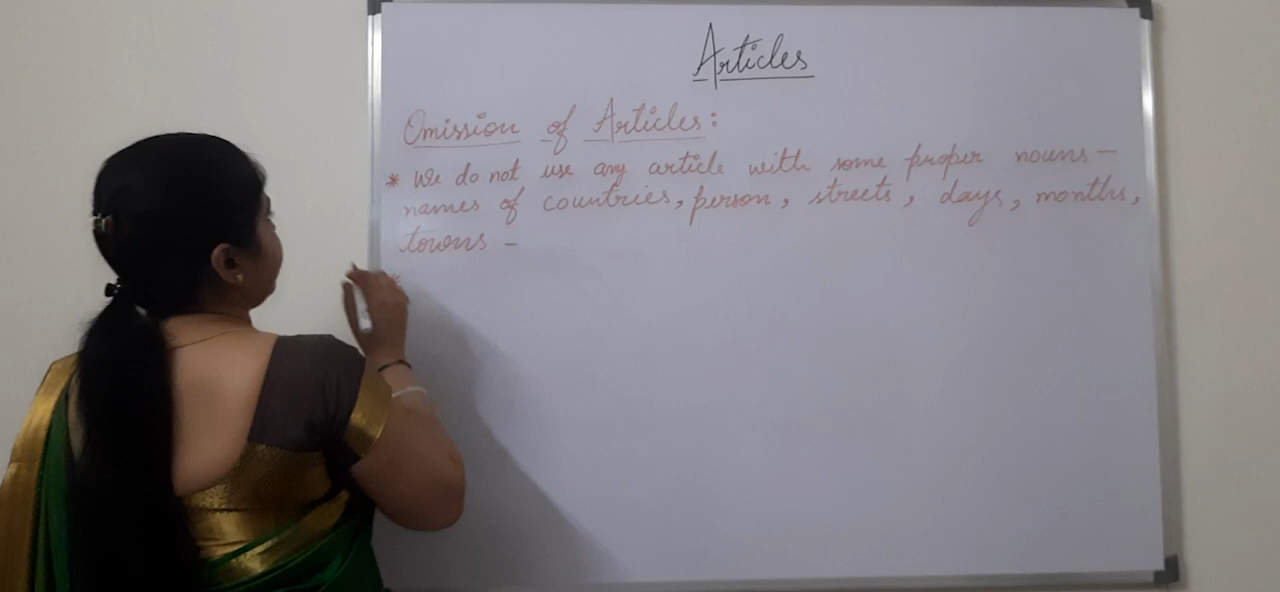 Articles
Omission of Articles:
* We do not use any article with some proper nouns —
names of countries, person, streets, days, months,
towns –
*